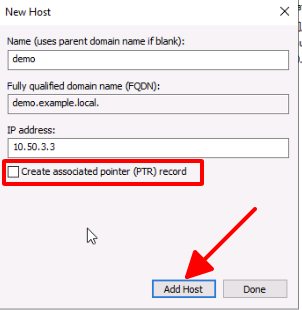 New Host
Name (uses parent domain name if blank):
demo
Fully qualified domain name (FQDN):
demo.example.local.
IP address:
10.50.3.3
Create associated pointer (PTR) record
Add Host
Done